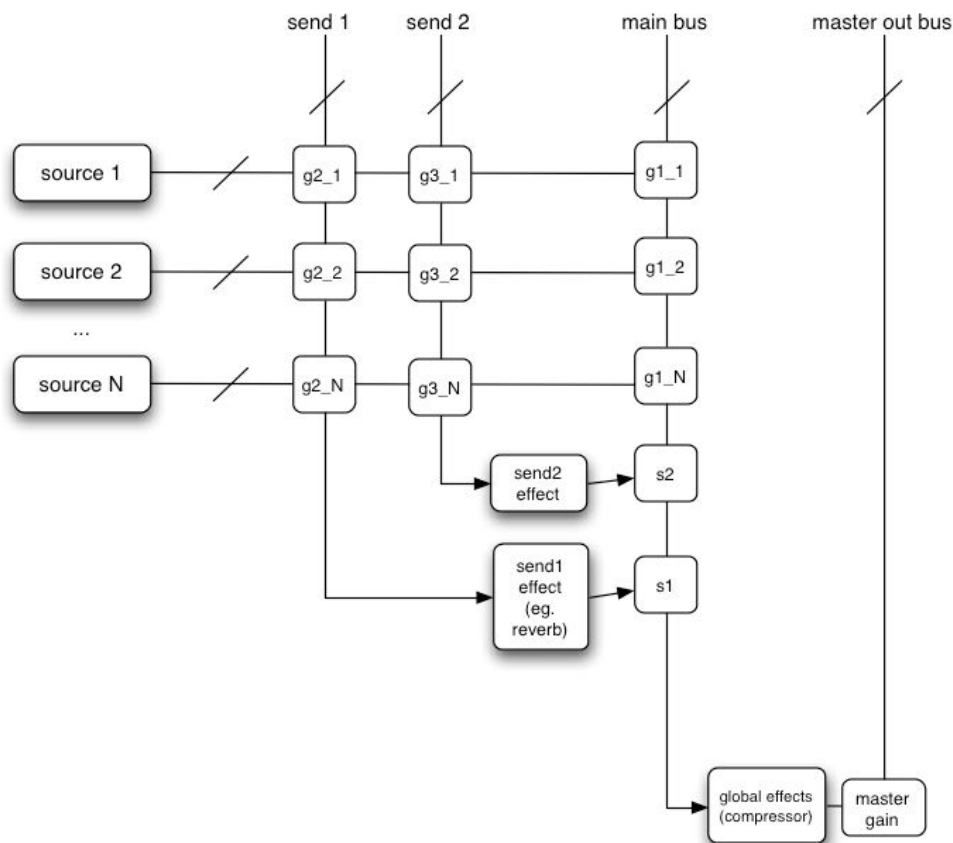 send 1 send 2 main bus master out bus
source 1 g2_1 g3_1 g1_1
source 2 g2_2 g3_2 g1_2
...
source N g2_N g3_N g1_N
send2
effect
s2
send1
effect
(eg.
reverb)
s1
global effects
(compressor)
master
gain